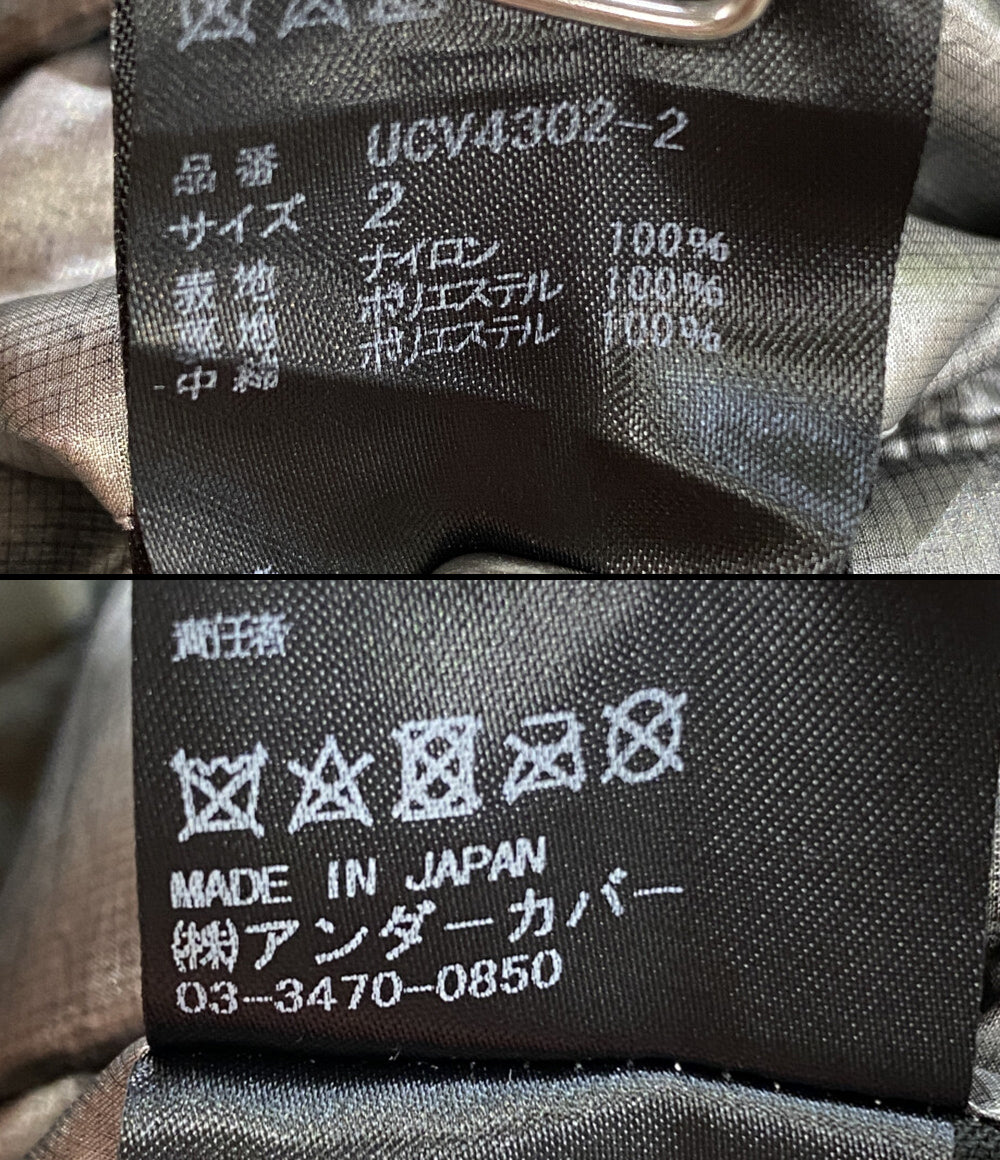 品番 UCV4302-2
サイズ 2
表地 ナイロン 100%
裏地 ポリエステル 100%
中綿 ポリエステル 100%
責任者
MADE IN JAPAN
(株)アンダーカバー
03-3470-0850